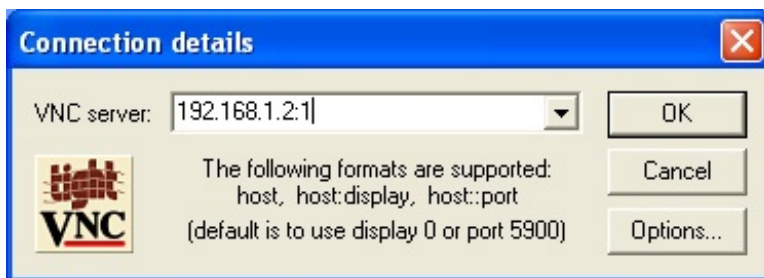 Connection details
VNC server: 192.168.1.2:1 OK
The following formats are supported: Cancel
host, host:display, host::port
(default is to use display 0 or port 5900) Options...
tight
VNC